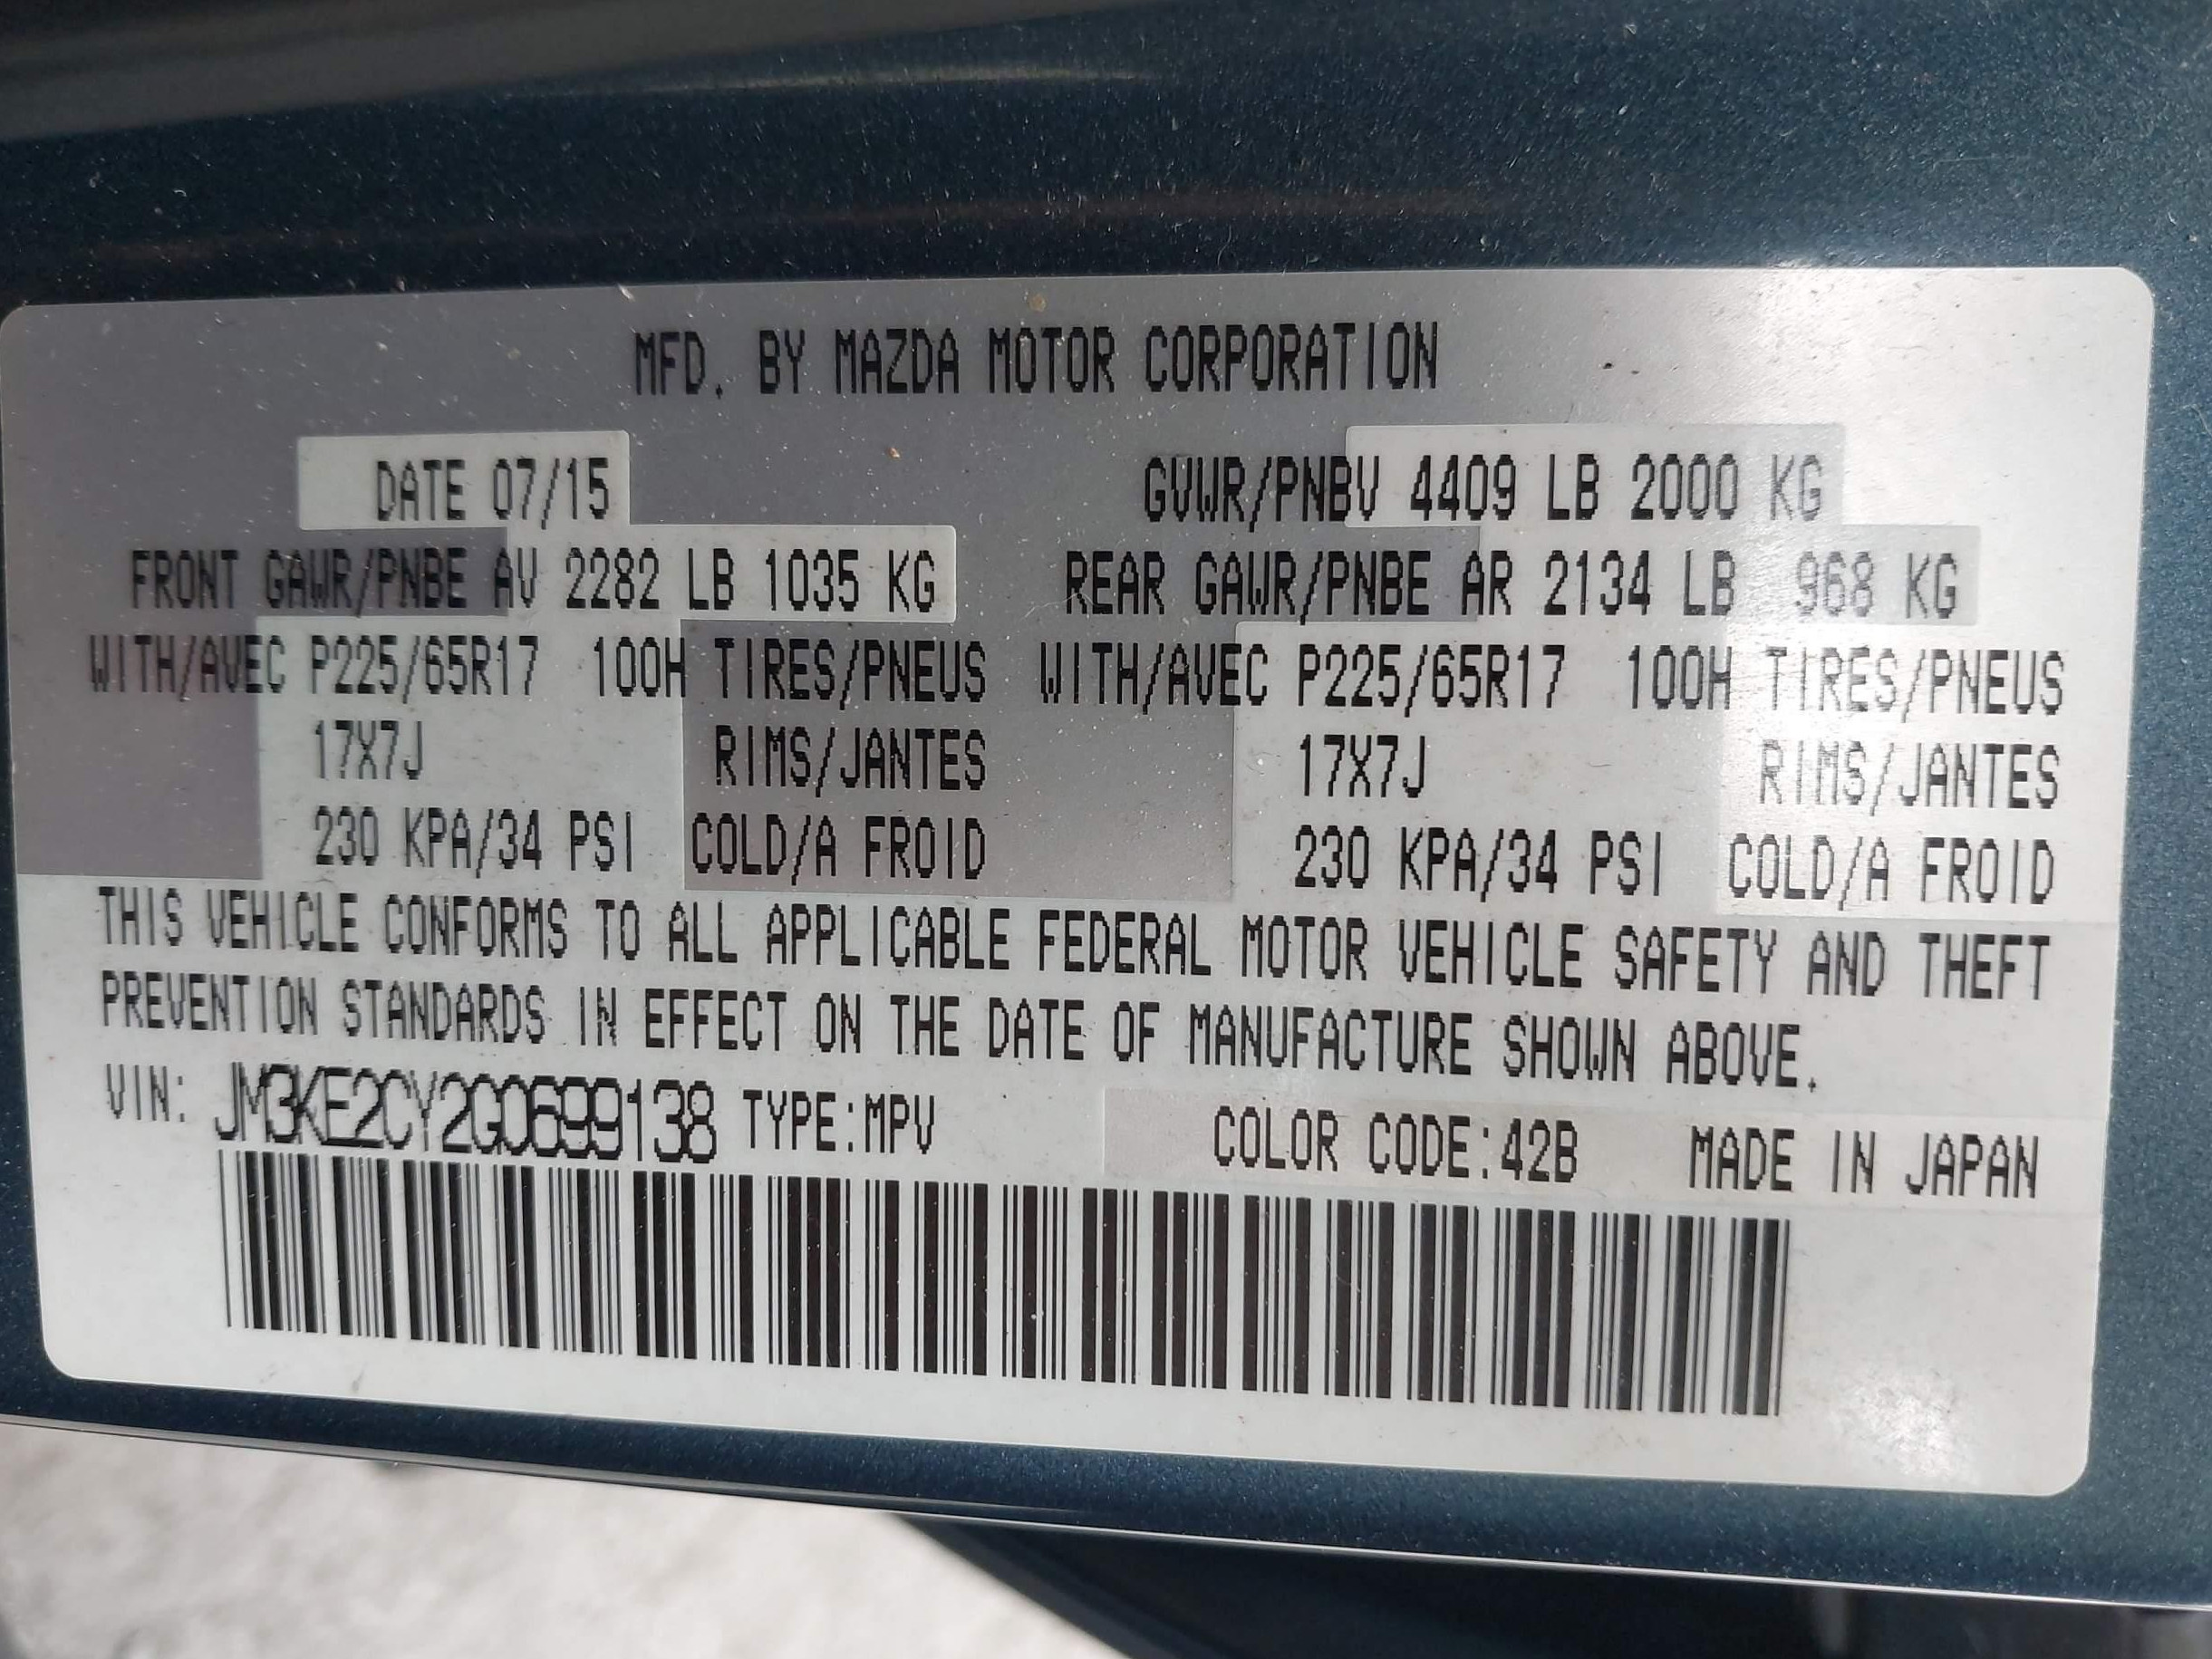 MFD. BY MAZDA MOTOR CORPORATION
DATE 07/15 GVWR/PNBV 4409 LB 2000 KG
FRONT GAWR/PNBE AV 2282 LB 1035 KG REAR GAWR/PNBE AR 2134 LB 968 KG
WITH/AVEC P225/65R17 100H TIRES/PNEUS WITH/AVEC P225/65R17 100H TIRES/PNEUS
17X7J RIMS/JANTES 17X7J RIMS/JANTES
230 KPA/34 PSI COLD/A FROID 230 KPA/34 PSI COLD/A FROID
THIS VEHICLE CONFORMS TO ALL APPLICABLE FEDERAL MOTOR VEHICLE SAFETY AND THEFT
PREVENTION STANDARDS IN EFFECT ON THE DATE OF MANUFACTURE SHOWN ABOVE.
VIN: JM3KE2CY2G0699138 TYPE:MPV COLOR CODE:42B MADE IN JAPAN